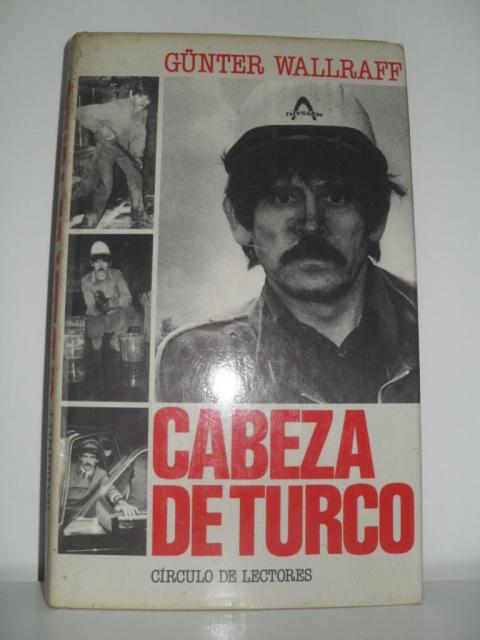 GÜNTER WALLRAFF
THYSSEN
CABEZA
DE TURCO
CÍRCULO DE LECTORES